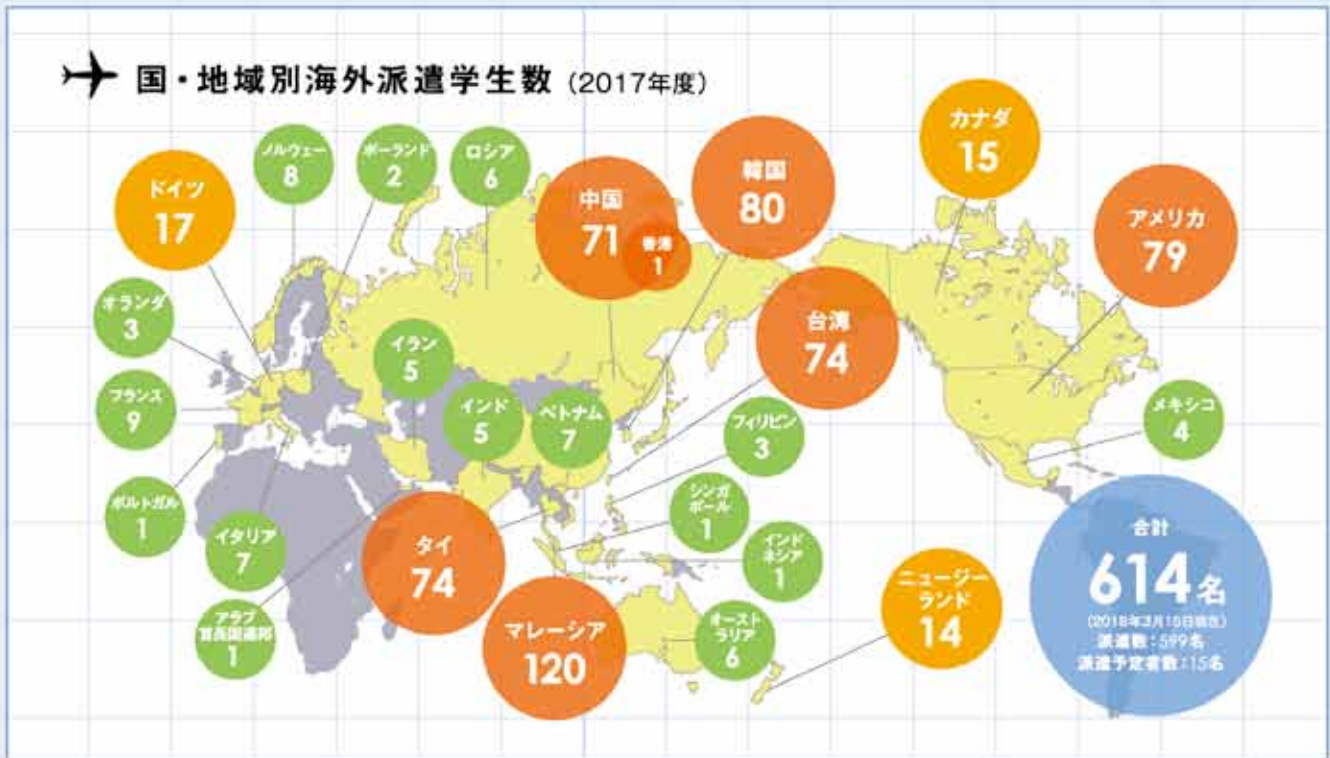 国・地域別海外派遣学生数（2017年度）
ノルウェー
8
ポーランド
2
ロシア
6
ドイツ
17
中国
71
香港
1
韓国
80
カナダ
15
アメリカ
79
オランダ
3
イラン
5
台湾
74
フランス
9
インド
5
ベトナム
7
フィリピン
3
メキシコ
4
ポルトガル
1
イタリア
7
タイ
74
シンガ
ポール
1
インド
ネシア
1
アラブ
首長国連邦
1
マレーシア
120
オースト
ラリア
6
ニュージー
ランド
14
合計
614名
派遣数：599名
派遣予定者数：15名